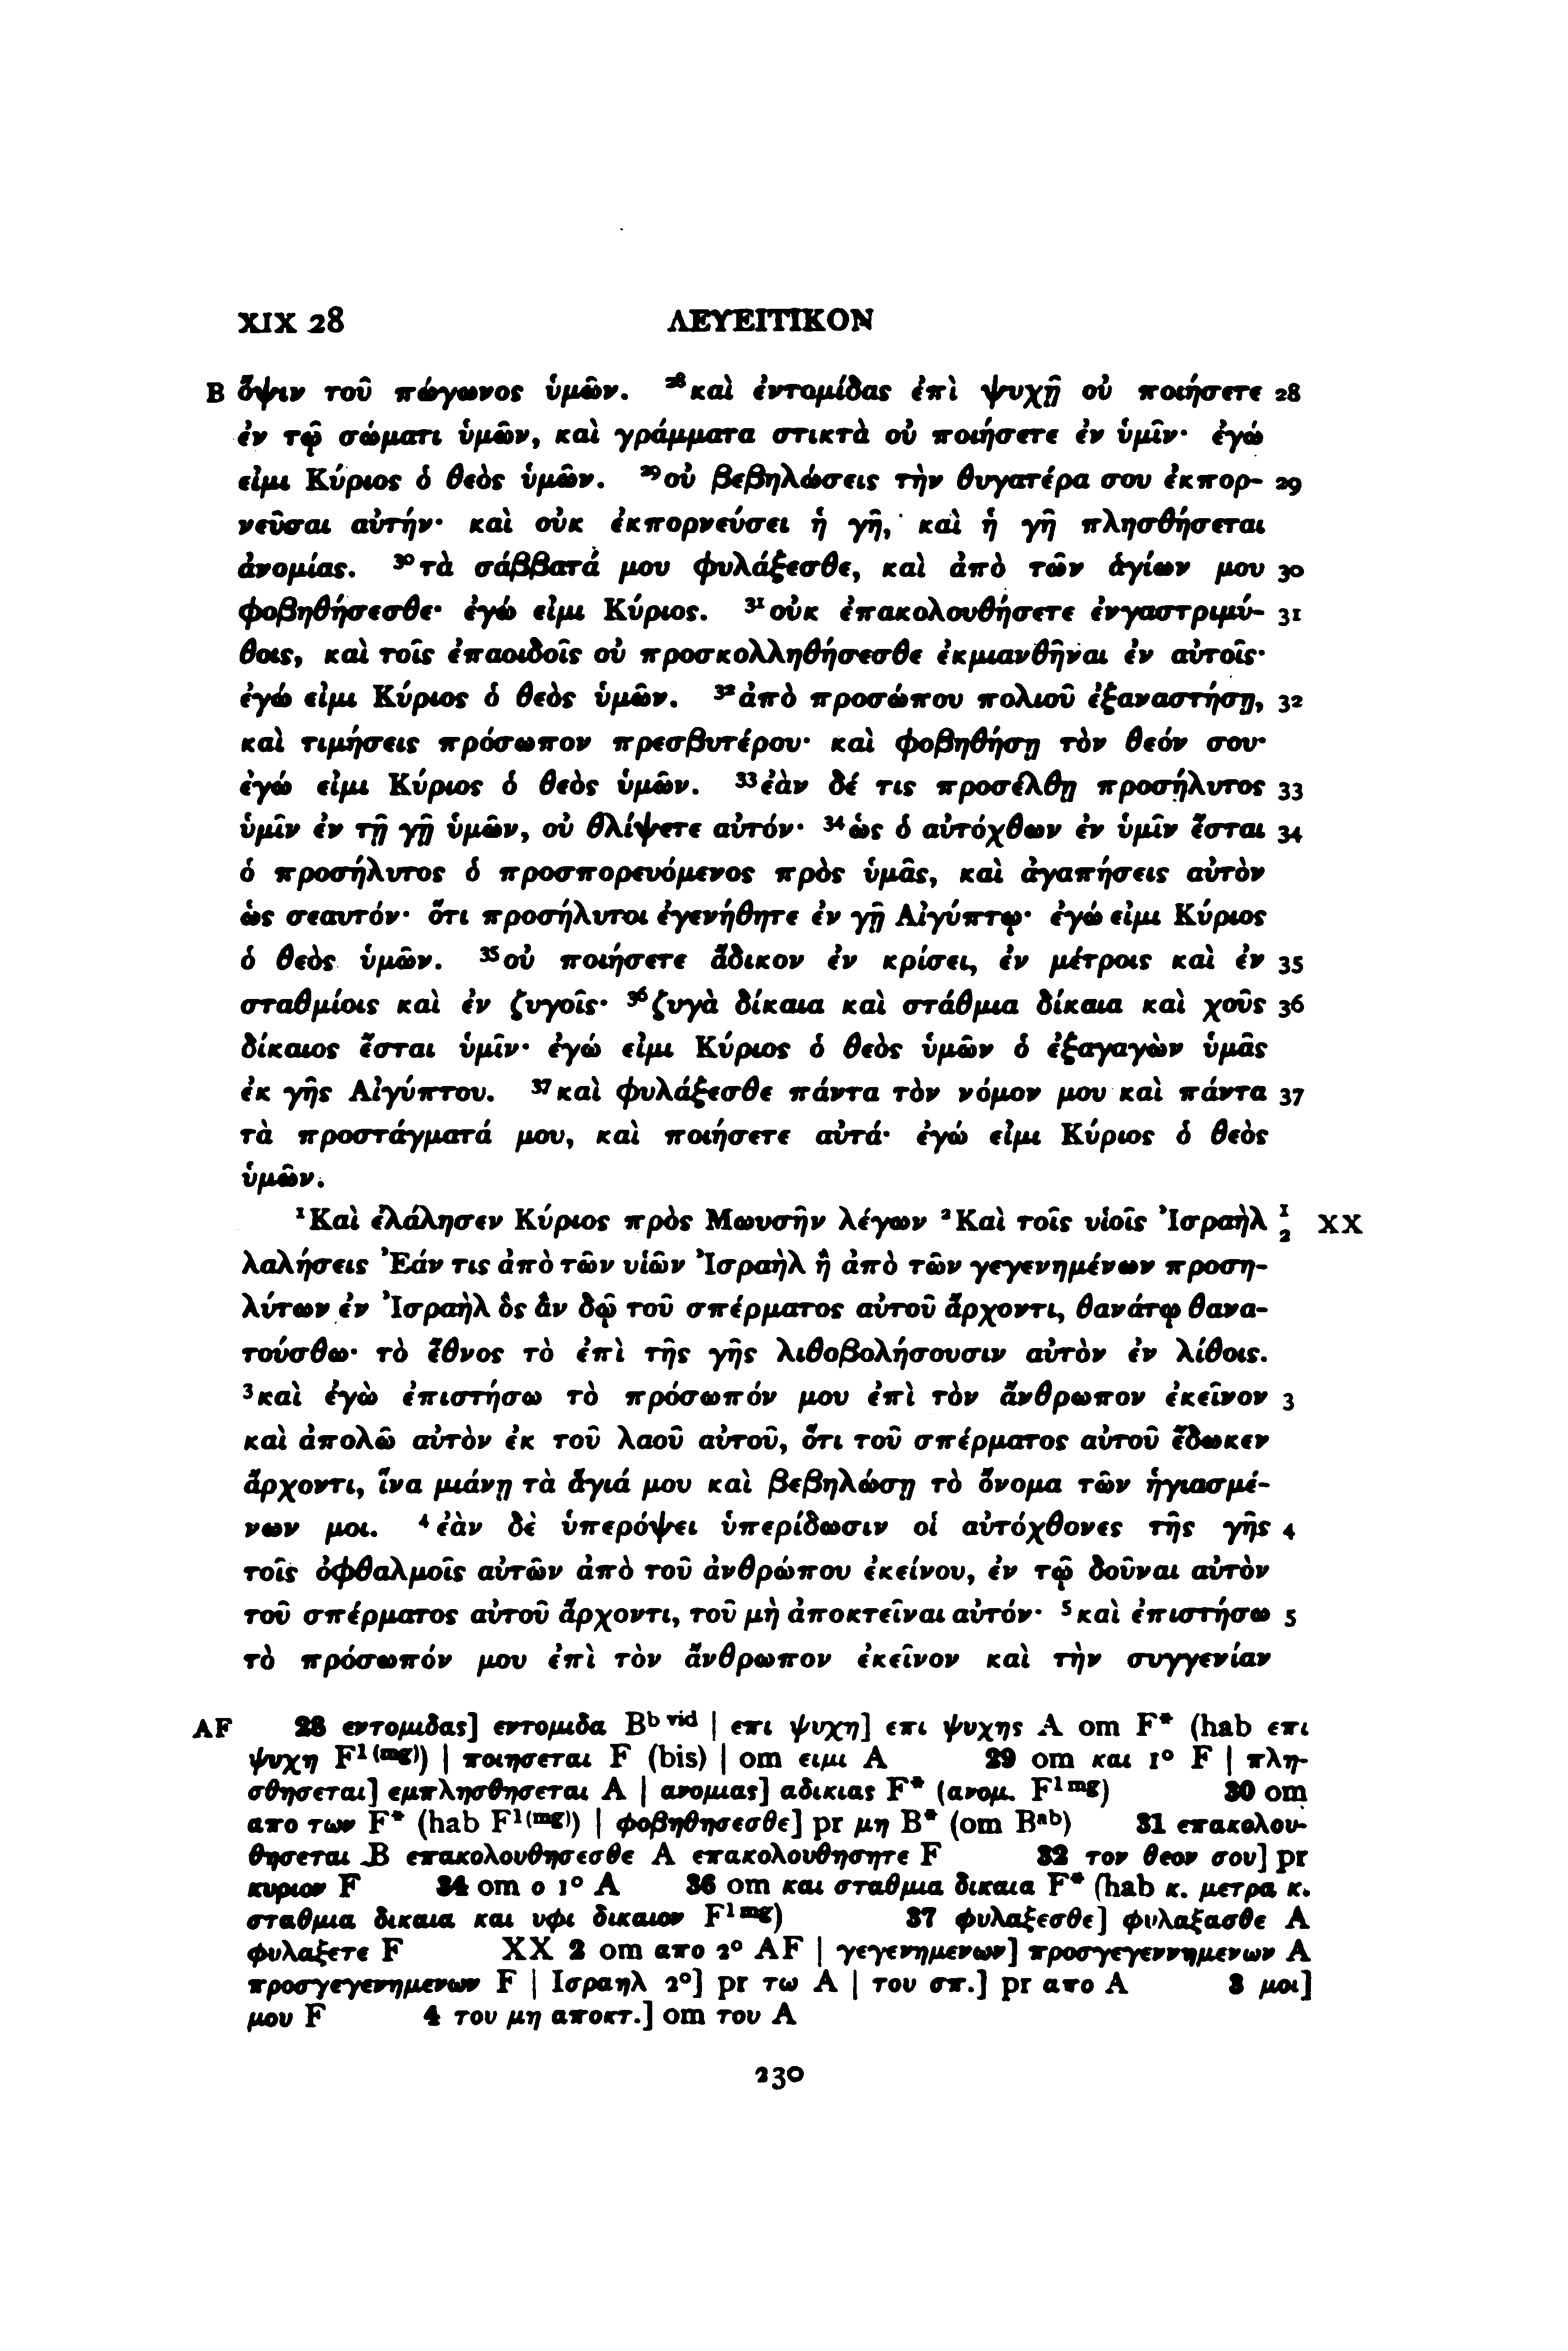 XIX 28 ΛΕΥΕΙΤΙΚΟΝ
B ὄψιν τοῦ πώγωνος ὑμῶν. ²⁸καὶ ἐντομίδας ἐπὶ ψυχῇ οὐ ποιήσετε 28
ἐν τῷ σώματι ὑμῶν, καὶ γράμματα στικτὰ οὐ ποιήσετε ἐν ὑμῖν· ἐγώ
εἰμι Κύριος ὁ θεὸς ὑμῶν. ²⁹οὐ βεβηλώσεις τὴν θυγατέρα σου ἐκπορ- 29
νεῦσαι αὐτήν· καὶ οὐκ ἐκπορνεύσει ἡ γῆ, καὶ ἡ γῆ πλησθήσεται
ἀνομίας. ³⁰τὰ σάββατά μου φυλάξεσθε, καὶ ἀπὸ τῶν ἁγίων μου 30
φοβηθήσεσθε· ἐγώ εἰμι Κύριος. ³¹οὐκ ἐπακολουθήσετε ἐνγαστριμύ- 31
θοις, καὶ τοῖς ἐπαοιδοῖς οὐ προσκολληθήσεσθε ἐκμιανθῆναι ἐν αὐτοῖς·
ἐγώ εἰμι Κύριος ὁ θεὸς ὑμῶν. ³²ἀπὸ προσώπου πολιοῦ ἐξαναστήσῃ, 32
καὶ τιμήσεις πρόσωπον πρεσβυτέρου· καὶ φοβηθήσῃ τὸν θεόν σου·
ἐγώ εἰμι Κύριος ὁ θεὸς ὑμῶν. ³³ἐὰν δέ τις προσέλθῃ προσήλυτος 33
ὑμῖν ἐν τῇ γῇ ὑμῶν, οὐ θλίψετε αὐτόν· ³⁴ὡς ὁ αὐτόχθων ἐν ὑμῖν ἔσται 34
ὁ προσήλυτος ὁ προσπορευόμενος πρὸς ὑμᾶς, καὶ ἀγαπήσεις αὐτὸν
ὡς σεαυτόν· ὅτι προσήλυτοι ἐγενήθητε ἐν γῇ Αἰγύπτῳ· ἐγώ εἰμι Κύριος
ὁ θεὸς ὑμῶν. ³⁵οὐ ποιήσετε ἄδικον ἐν κρίσει, ἐν μέτροις καὶ ἐν 35
σταθμίοις καὶ ἐν ζυγοῖς· ³⁶ζυγὰ δίκαια καὶ στάθμια δίκαια καὶ χοῦς 36
δίκαιος ἔσται ὑμῖν· ἐγώ εἰμι Κύριος ὁ θεὸς ὑμῶν ὁ ἐξαγαγὼν ὑμᾶς
ἐκ γῆς Αἰγύπτου. ³⁷καὶ φυλάξεσθε πάντα τὸν νόμον μου καὶ πάντα 37
τὰ προστάγματά μου, καὶ ποιήσετε αὐτά· ἐγώ εἰμι Κύριος ὁ θεὸς
ὑμῶν.
¹Καὶ ἐλάλησεν Κύριος πρὸς Μωυσῆν λέγων ²Καὶ τοῖς υἱοῖς Ἰσραὴλ 1 2 XX
λαλήσεις Ἐάν τις ἀπὸ τῶν υἱῶν Ἰσραὴλ ἢ ἀπὸ τῶν γεγενημένων προση-
λύτων ἐν Ἰσραὴλ ὃς ἂν δῷ τοῦ σπέρματος αὐτοῦ ἄρχοντι, θανάτῳ θανα-
τούσθω· τὸ ἔθνος τὸ ἐπὶ τῆς γῆς λιθοβολήσουσιν αὐτὸν ἐν λίθοις.
³καὶ ἐγὼ ἐπιστήσω τὸ πρόσωπόν μου ἐπὶ τὸν ἄνθρωπον ἐκεῖνον 3
καὶ ἀπολῶ αὐτὸν ἐκ τοῦ λαοῦ αὐτοῦ, ὅτι τοῦ σπέρματος αὐτοῦ ἔδωκεν
ἄρχοντι, ἵνα μιάνῃ τὰ ἅγιά μου καὶ βεβηλώσῃ τὸ ὄνομα τῶν ἡγιασμέ-
νων μοι. ⁴ἐὰν δὲ ὑπερόψει ὑπερίδωσιν οἱ αὐτόχθονες τῆς γῆς 4
τοῖς ὀφθαλμοῖς αὐτῶν ἀπὸ τοῦ ἀνθρώπου ἐκείνου, ἐν τῷ δοῦναι αὐτὸν
τοῦ σπέρματος αὐτοῦ ἄρχοντι, τοῦ μὴ ἀποκτεῖναι αὐτόν· ⁵καὶ ἐπιστήσω 5
τὸ πρόσωπόν μου ἐπὶ τὸν ἄνθρωπον ἐκεῖνον καὶ τὴν συγγενίαν
AF 28 εντομιδας] εντομιδα Bᵇ ᵛⁱᵈ | επι ψυχη] επι ψυχης A om F* (hab επι
ψυχη F¹⁽ᵐᵍ⁾) | ποιησεται F (bis) | om ειμι A 29 om και 1° F | πλη-
σθησεται] εμπλησθησεται A | ανομιας] αδικιας F* (ανομ. F¹ᵐᵍ) 30 om
απο των F* (hab F¹⁽ᵐᵍ⁾) | φοβηθησεσθε] pr μη B* (om Bᵃᵇ) 31 επακολου-
θησεται B επακολουθησεσθε A επακολουθησητε F 32 τον θεον σου] pr
κυριον F 34 om ο 1° A 36 om και σταθμια δικαια F* (hab κ. μετρα κ.
σταθμια δικαια και υφι δικαιον F¹ᵐᵍ) 37 φυλαξεσθε] φυλαξασθε A
φυλαξετε F XX 2 om απο 2° AF | γεγενημενων] προσγεγεννημενων A
προσγεγενημενων F | Ισραηλ 2°] pr τω A | του σπ.] pr απο A 3 μοι]
μου F 4 του μη αποκτ.] om του A
230